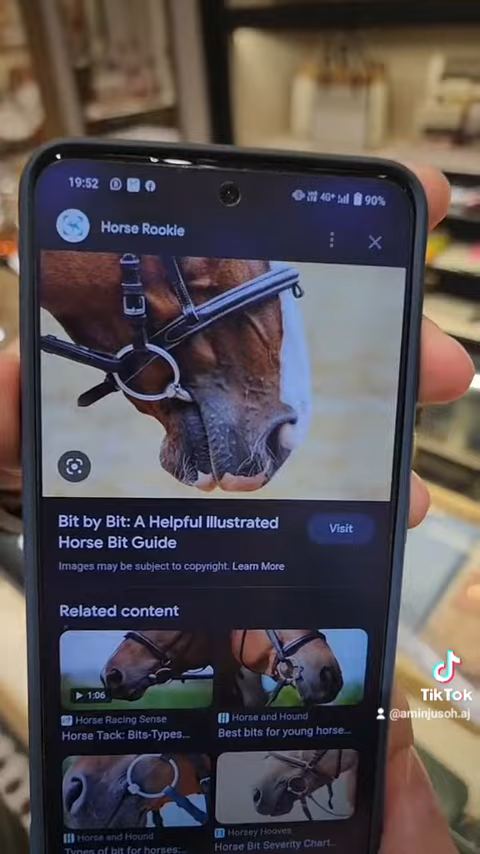 19:52
4G+
90%
Horse Rookie
Bit by Bit: A Helpful Illustrated
Horse Bit Guide
Visit
Images may be subject to copyright. Learn More
Related content
1:06
Horse Racing Sense
Horse Tack: Bits-Types...
Horse and Hound
Best bits for young horse...
Horse and Hound
Types of bit for horses:...
Horsey Hooves
Horse Bit Severity Chart...
TikTok
@aminjusoh.aj